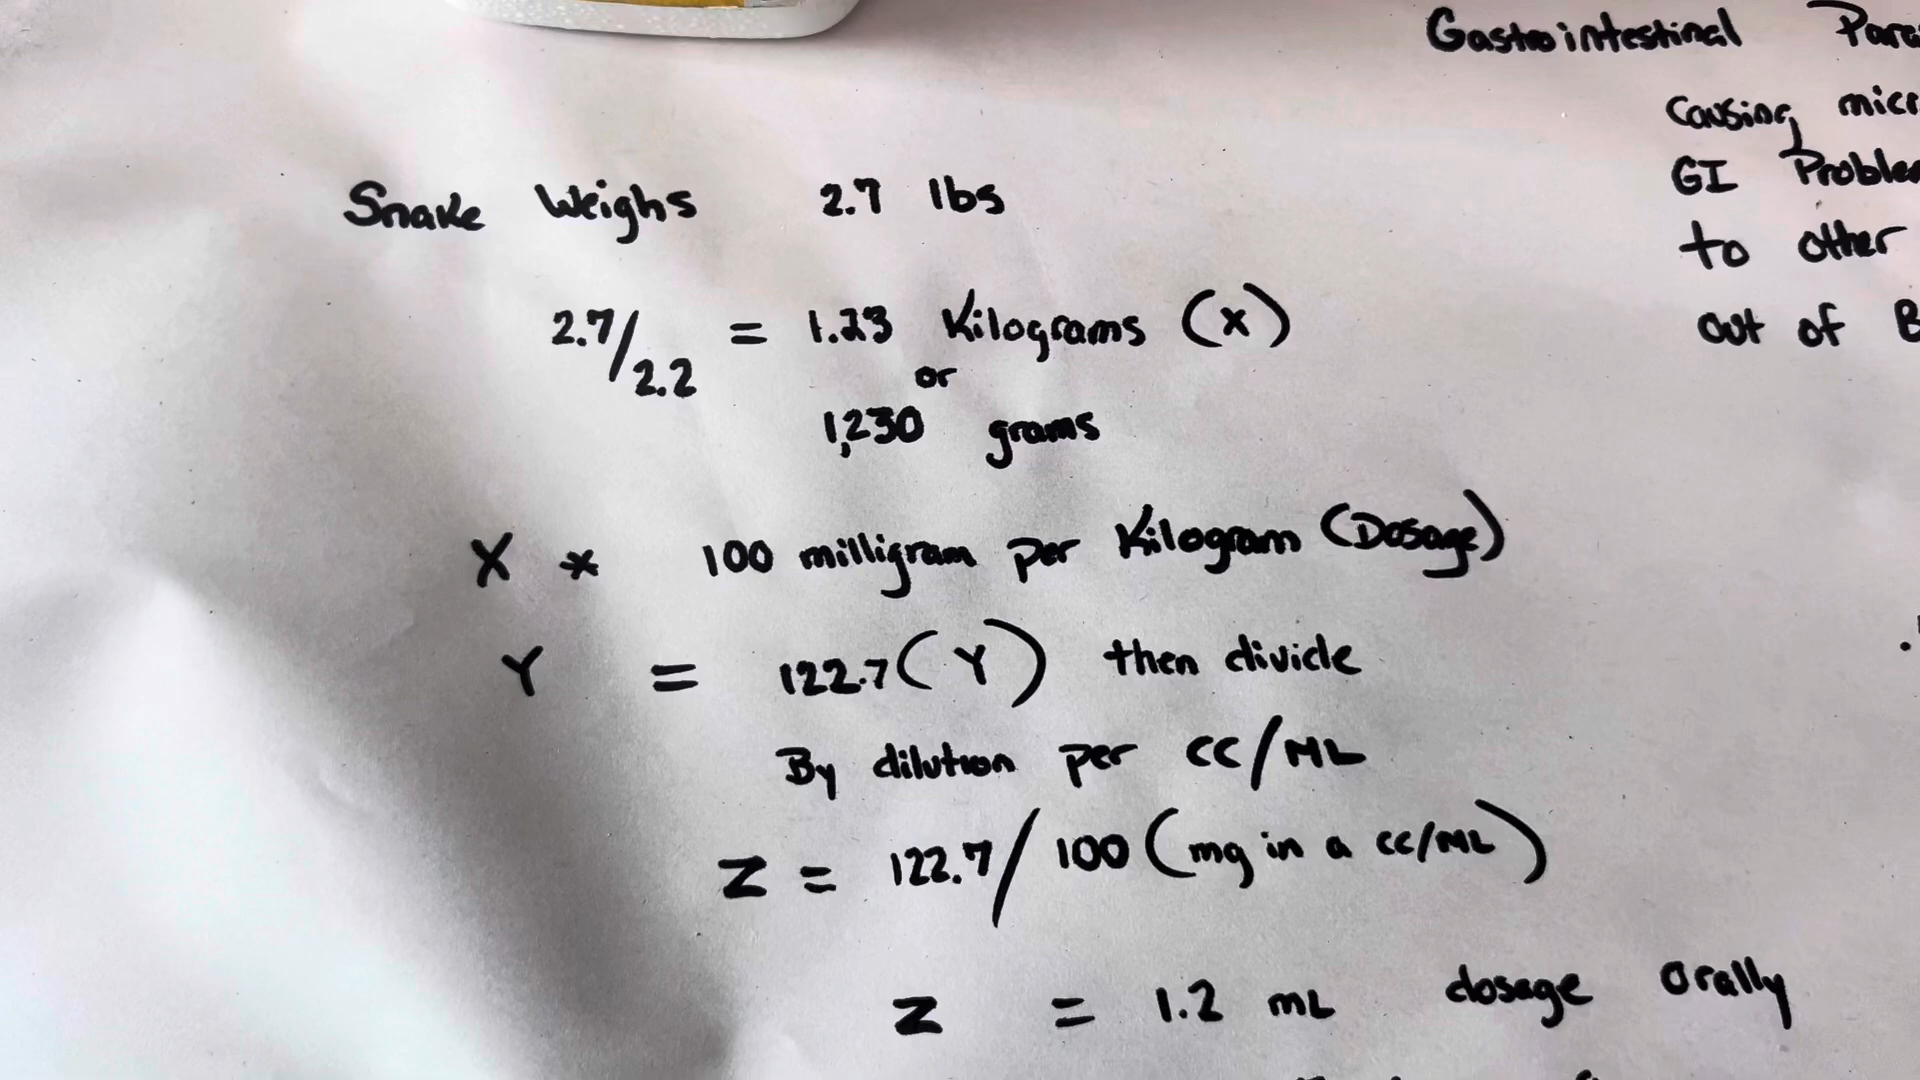 Snake Weighs 2.7 lbs
2.7/2.2 = 1.23 Kilograms (X)
or
1,230 grams
X * 100 milligram per Kilogram (Dosage)
Y = 122.7 (Y) then divide
By dilution per CC/ML
Z = 122.7/100 (mg in a cc/ML)
Z = 1.2 mL dosage orally
Gastrointestinal
Causing
GI
to other
out of